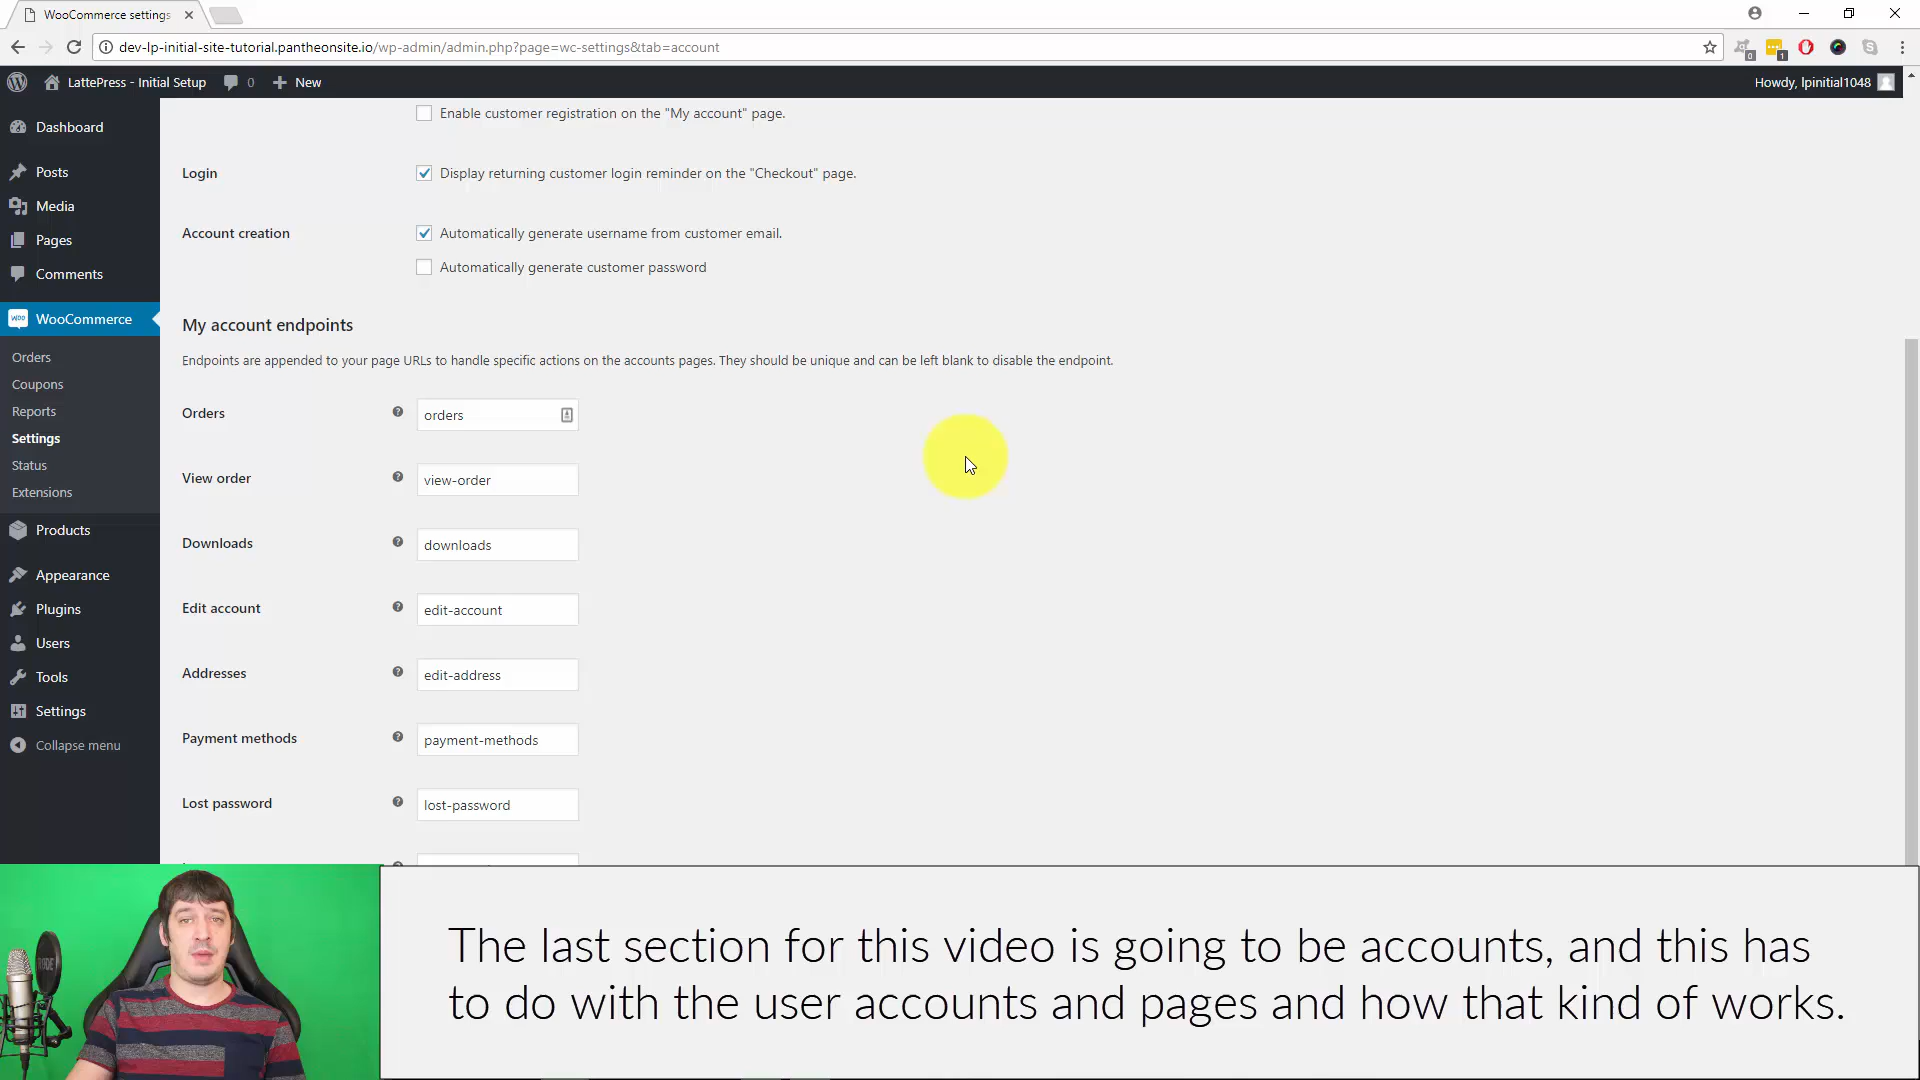 WooCommerce settings
dev-lp-initial-site-tutorial.pantheonsite.io/wp-admin/admin.php?page=wc-settings&tab=account
0
1
LattePress - Initial Setup
0
New
Howdy, lpinitial1048
Dashboard
Posts
Media
Pages
Comments
WOO
WooCommerce
Orders
Coupons
Reports
Settings
Status
Extensions
Products
Appearance
Plugins
Users
Tools
Settings
Collapse menu
Enable customer registration on the "My account" page.
Login
Display returning customer login reminder on the "Checkout" page.
Account creation
Automatically generate username from customer email.
Automatically generate customer password
My account endpoints
Endpoints are appended to your page URLs to handle specific actions on the accounts pages. They should be unique and can be left blank to disable the endpoint.
Orders
orders
View order
view-order
Downloads
downloads
Edit account
edit-account
Addresses
edit-address
Payment methods
payment-methods
Lost password
lost-password
RØDE
The last section for this video is going to be accounts, and this has
to do with the user accounts and pages and how that kind of works.